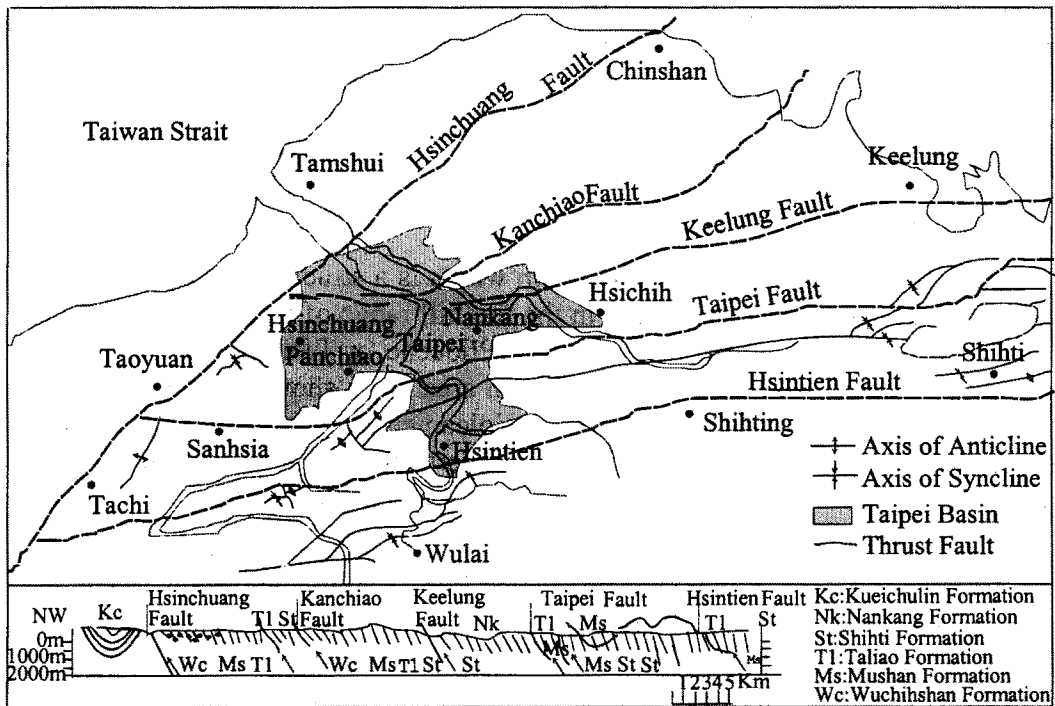 Chinshan
Hsinchuang Fault
Taiwan Strait
Tamshui
Keelung
Kanchiao Fault
Keelung Fault
Hsichih
Taipei Fault
Nankang
Hsinchuang
Taipei
Panchiao
Taoyuan
Shihti
Hsintien Fault
Shihting
Sanhsia
Hsintien
Tachi
Wulai
Axis of Anticline
Axis of Syncline
Taipei Basin
Thrust Fault
NW Kc Hsinchuang Fault T1 St Kanchiao Fault Keelung Fault Nk Taipei Fault T1 Ms Hsintien Fault T1 St
0m
1000m
2000m
Wc Ms T1 Wc Ms T1 St St Ms Ms St St Ms
1 2 3 4 5 Km
Kc:Kueichulin Formation
Nk:Nankang Formation
St:Shihti Formation
T1:Taliao Formation
Ms:Mushan Formation
Wc:Wuchihshan Formation